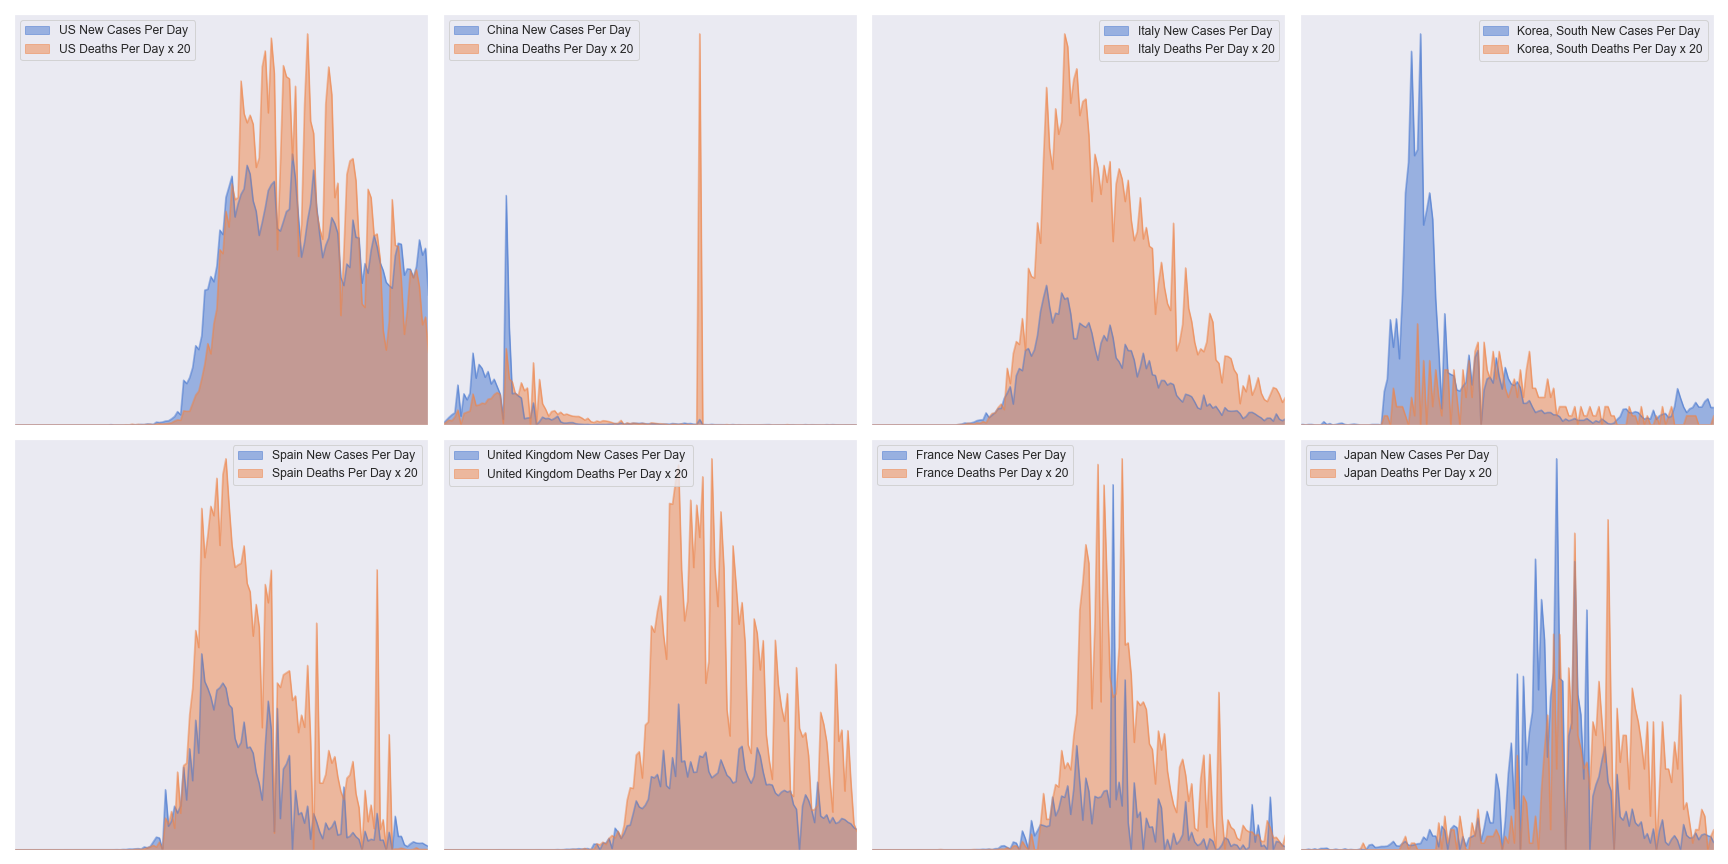 US New Cases Per Day
US Deaths Per Day x 20
China New Cases Per Day
China Deaths Per Day x 20
Italy New Cases Per Day
Italy Deaths Per Day x 20
Korea, South New Cases Per Day
Korea, South Deaths Per Day x 20
Spain New Cases Per Day
Spain Deaths Per Day x 20
United Kingdom New Cases Per Day
United Kingdom Deaths Per Day x 20
France New Cases Per Day
France Deaths Per Day x 20
Japan New Cases Per Day
Japan Deaths Per Day x 20